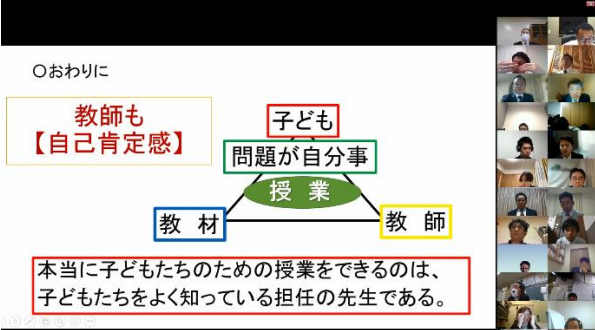 〇おわりに
教師も
【自己肯定感】
子ども
問題が自分事
授 業
教 材
教 師
本当に子どもたちのための授業をできるのは、
子どもたちをよく知っている担任の先生である。